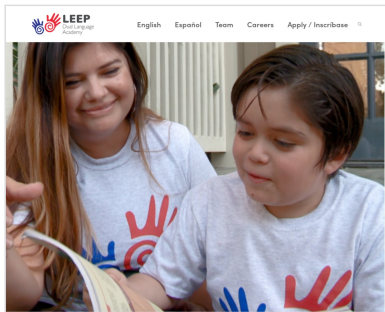 LEEP
Dual Language
Academy
English Español Team Careers Apply / Inscríbase